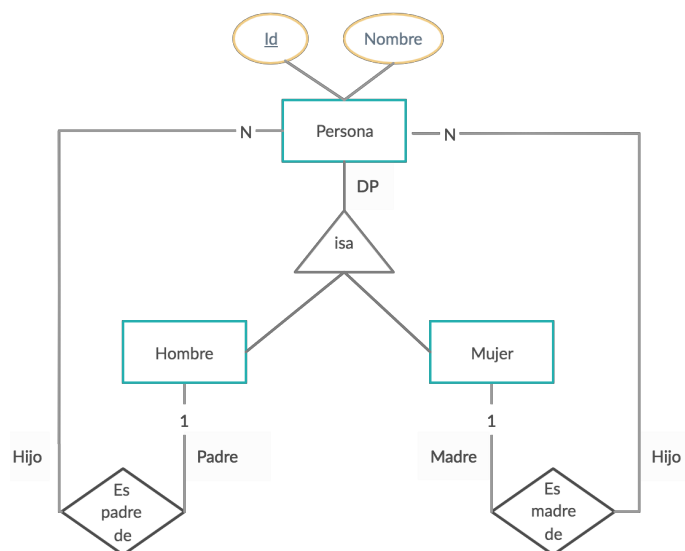 Id
Nombre
N
Persona
N
DP
isa
Hombre
Mujer
1
1
Hijo
Padre
Madre
Hijo
Es
padre
de
Es
madre
de